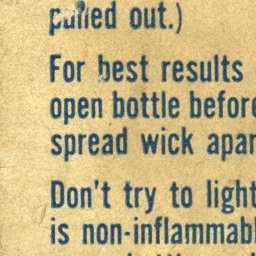 pulled out.)
For best results
open bottle before
spread wick apar
Don't try to light
is non-inflammabl